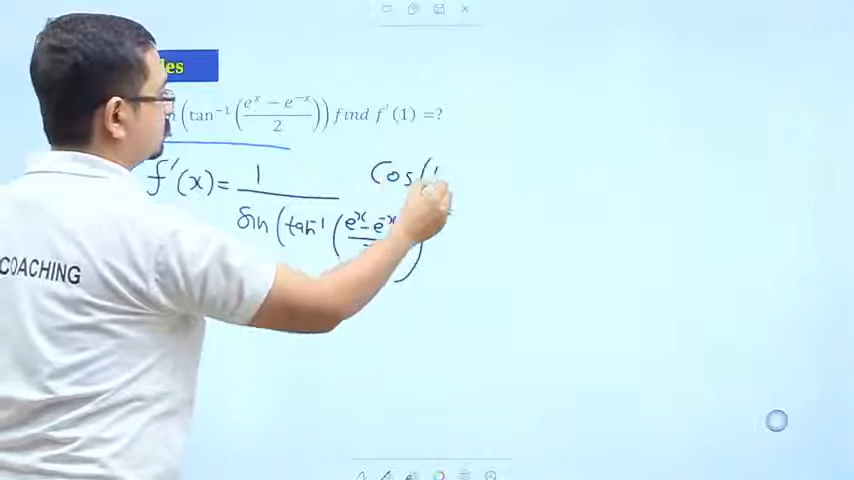 les
(tan⁻¹((eˣ − e⁻ˣ)/2)) find f'(1) =?
f'(x) = 1/sin(tan⁻¹((eˣ − e⁻ˣ) cos(
COACHING